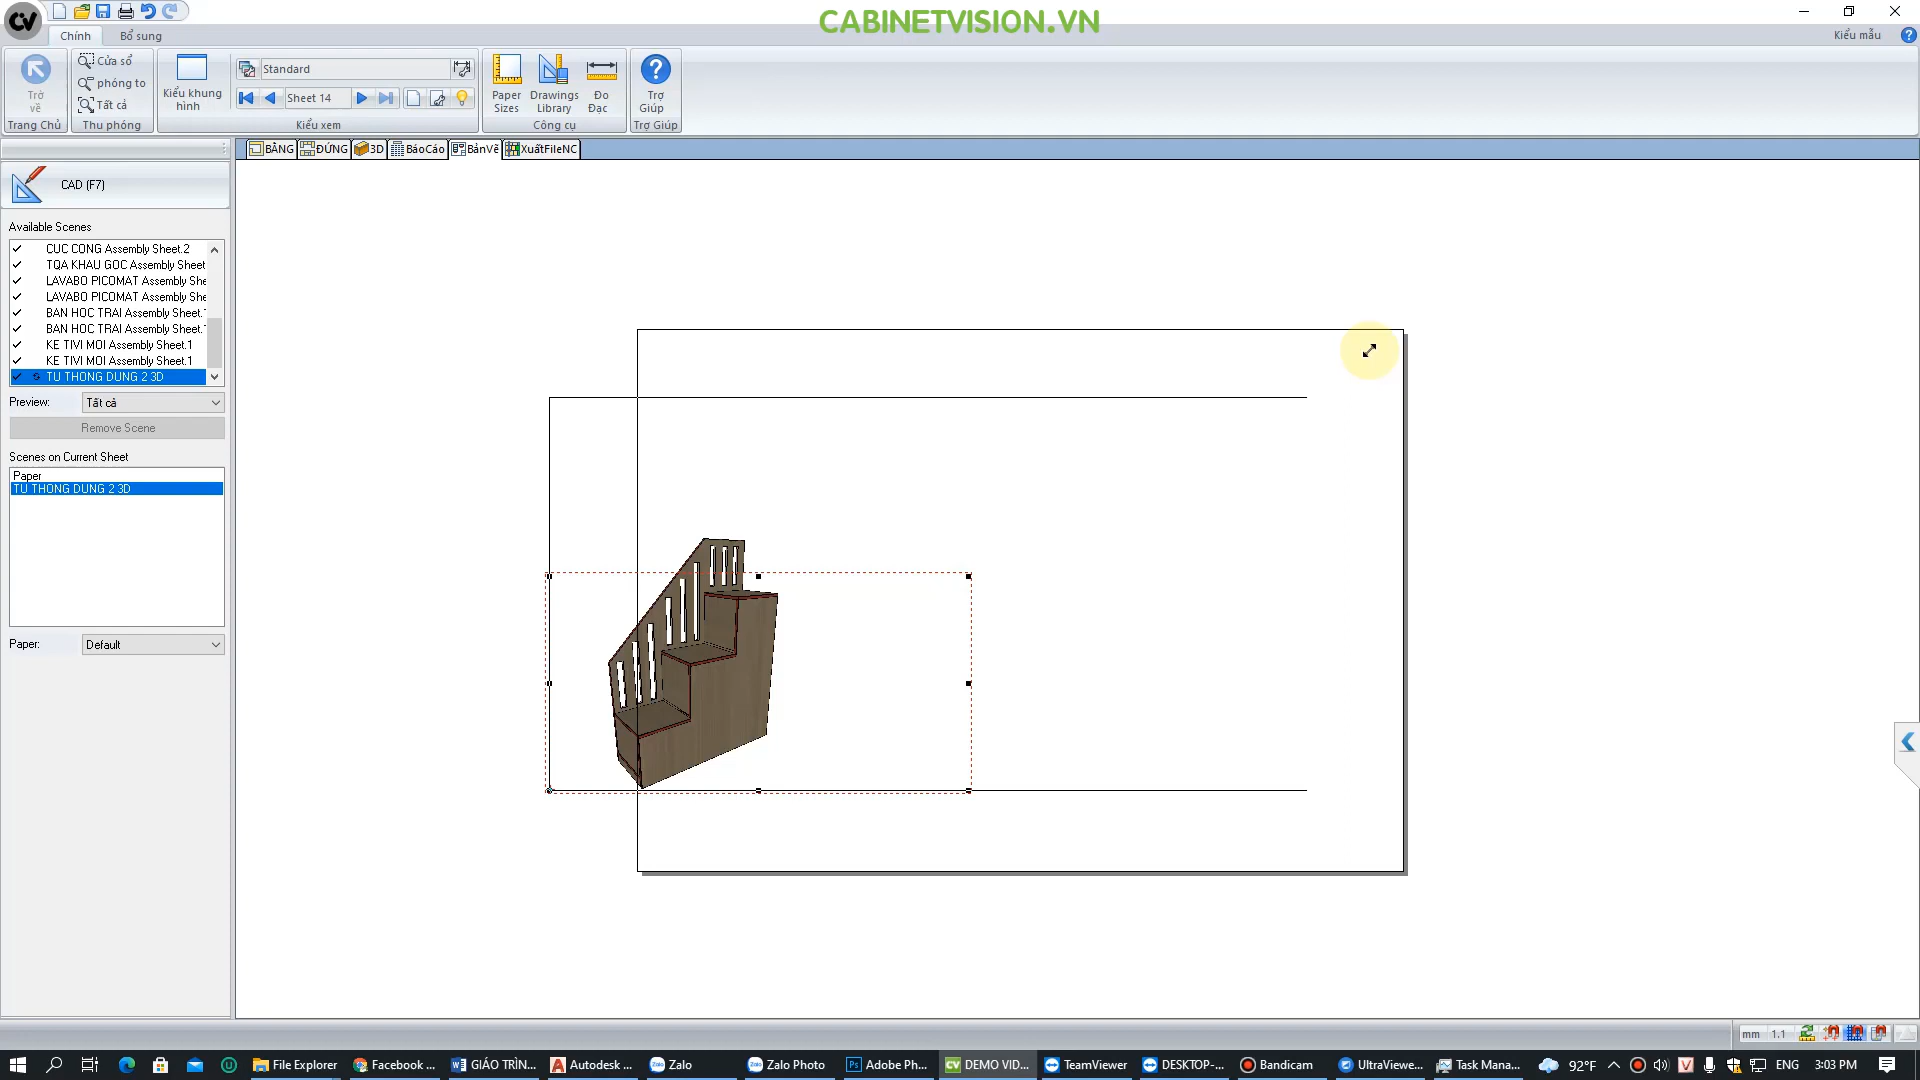 CV
CABINETVISION.VN
Chính
Bổ sung
Kiểu mẫu
Trở về
Cửa sổ
phóng to
Tất cả
Kiểu khung hình
Standard
Sheet 14
Paper Sizes
Drawings Library
Đo Đạc
Trợ Giúp
Trang Chủ
Thu phóng
Kiểu xem
Công cụ
Trợ Giúp
BẢNG
ĐỨNG
3D
BáoCáo
BảnVẽ
XuấtFileNC
CAD (F7)
Available Scenes
CUC CONG Assembly Sheet.2
TQA KHAU GOC Assembly Sheet
LAVABO PICOMAT Assembly She
LAVABO PICOMAT Assembly She
BAN HOC TRAI Assembly Sheet.
BAN HOC TRAI Assembly Sheet.
KE TIVI MOI Assembly Sheet.1
KE TIVI MOI Assembly Sheet.1
TU THONG DUNG 2 3D
Preview:
Tất cả
Remove Scene
Scenes on Current Sheet
Paper
TU THONG DUNG 2 3D
Paper:
Default
mm
1.1
File Explorer
Facebook ...
GIÁO TRÌN...
Autodesk ...
Zalo
Zalo Photo
Adobe Ph...
DEMO VID...
TeamViewer
DESKTOP-...
Bandicam
UltraViewe...
Task Mana...
92°F
ENG
3:03 PM